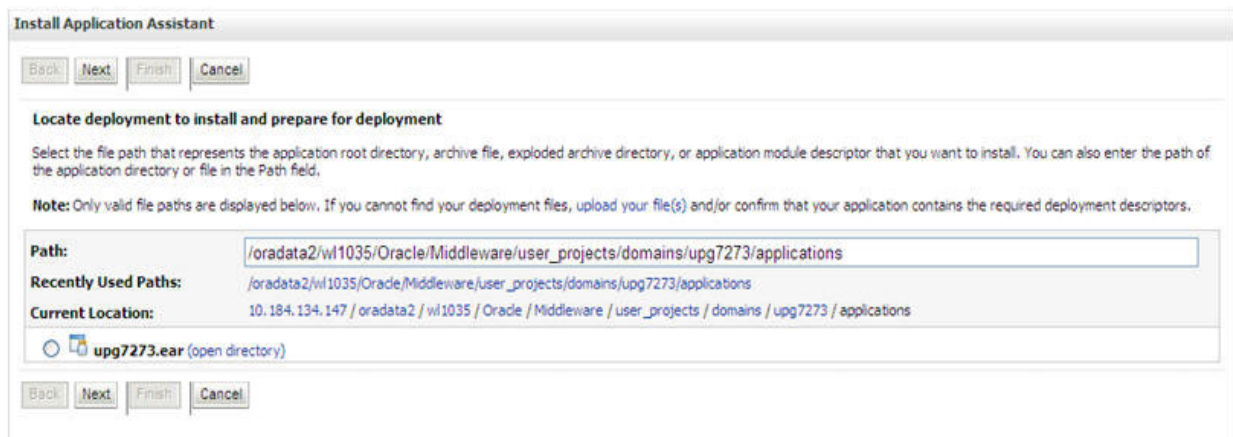 Install Application Assistant
Back Next Finish Cancel
Locate deployment to install and prepare for deployment
Select the file path that represents the application root directory, archive file, exploded archive directory, or application module descriptor that you want to install. You can also enter the path of
the application directory or file in the Path field.
Note: Only valid file paths are displayed below. If you cannot find your deployment files, upload your file(s) and/or confirm that your application contains the required deployment descriptors.
Path: /oradata2/wl1035/Oracle/Middleware/user_projects/domains/upg7273/applications
Recently Used Paths: /oradata2/wl1035/Oracle/Middleware/user_projects/domains/upg7273/applications
Current Location: 10.184.134.147 / oradata2 / wl1035 / Oracle / Middleware / user_projects / domains / upg7273 / applications
upg7273.ear (open directory)
Back Next Finish Cancel